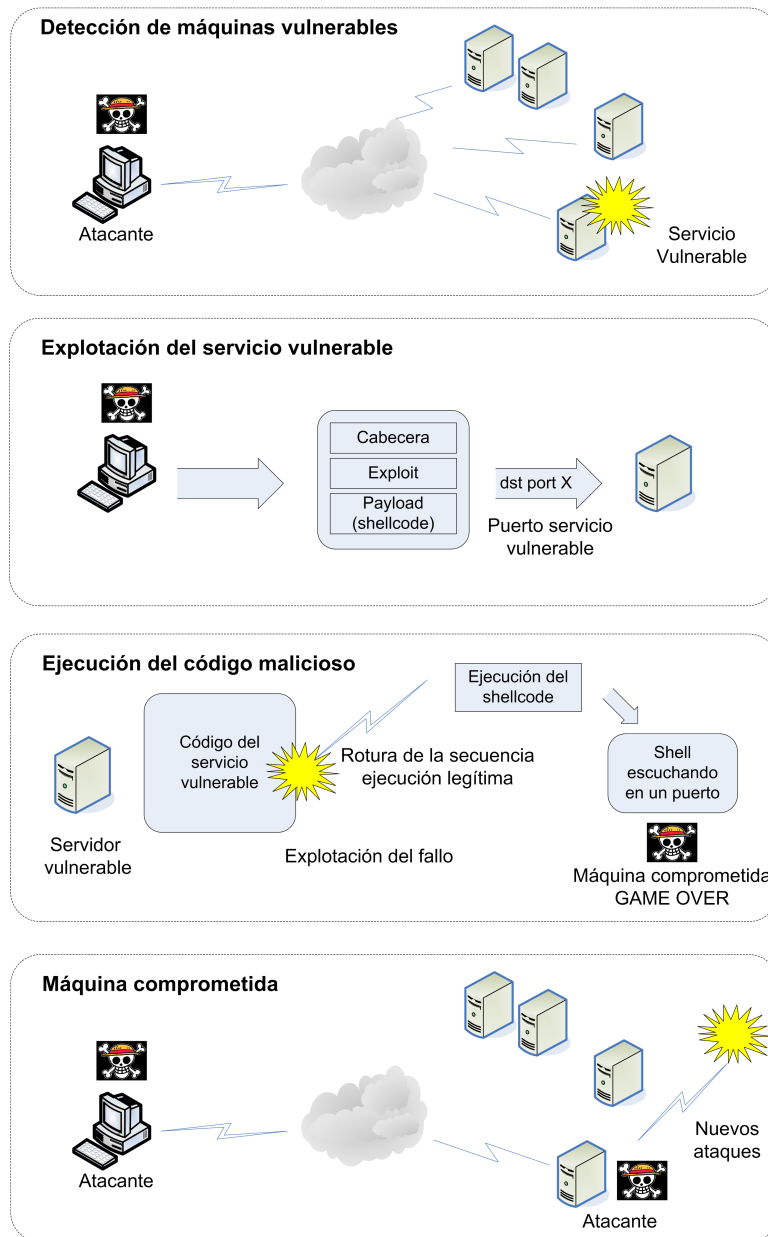 Detección de máquinas vulnerables
Atacante
Servicio
Vulnerable
Explotación del servicio vulnerable
Cabecera
Exploit
Payload
(shellcode)
dst port X
Puerto servicio
vulnerable
Ejecución del código malicioso
Ejecución del
shellcode
Código del
servicio
vulnerable
Rotura de la secuencia
ejecución legítima
Shell
escuchando
en un puerto
Servidor
vulnerable
Explotación del fallo
Máquina comprometida
GAME OVER
Máquina comprometida
Atacante
Nuevos
ataques
Atacante